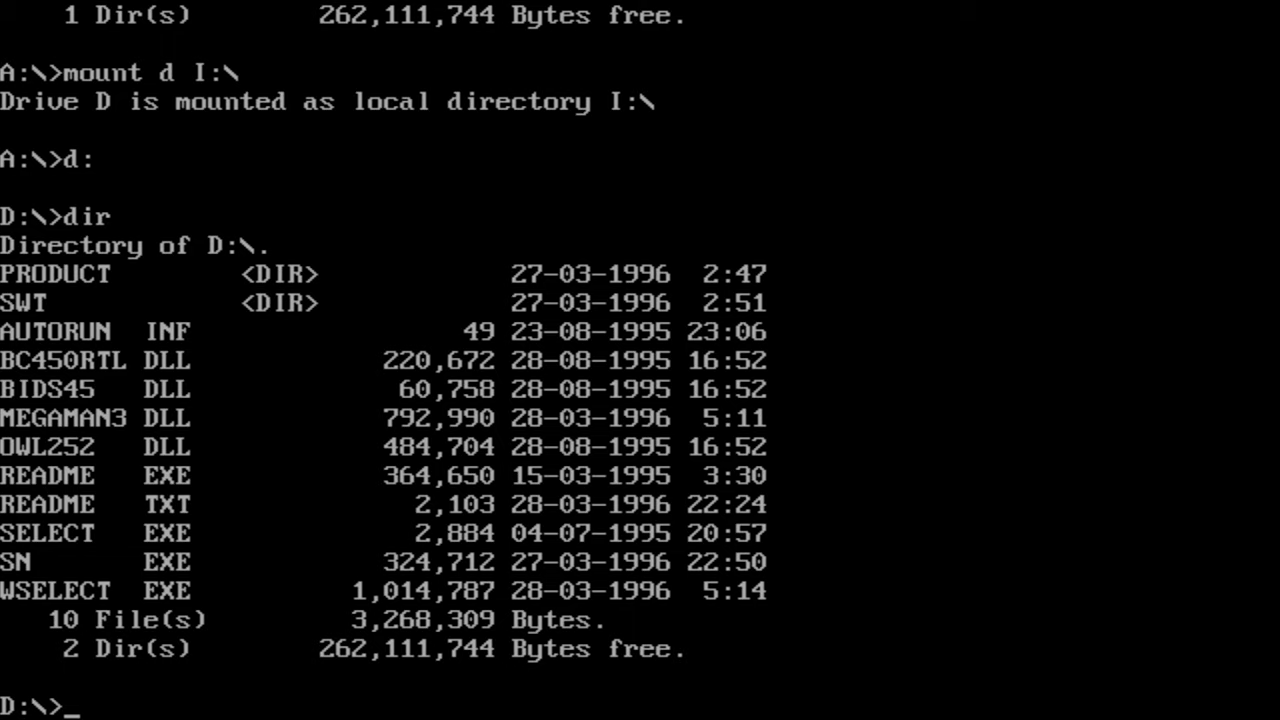 1 Dir(s) 262,111,744 Bytes free.
A:\>mount d I:\
Drive D is mounted as local directory I:\
A:\>d:
D:\>dir
Directory of D:\.
PRODUCT <DIR> 27-03-1996 2:47
SWT <DIR> 27-03-1996 2:51
AUTORUN INF 49 23-08-1995 23:06
BC450RTL DLL 220,672 28-08-1995 16:52
BIDS45 DLL 60,758 28-08-1995 16:52
MEGAMAN3 DLL 792,990 28-03-1996 5:11
OWL252 DLL 484,704 28-08-1995 16:52
README EXE 364,650 15-03-1995 3:30
README TXT 2,103 28-03-1996 22:24
SELECT EXE 2,884 04-07-1995 20:57
SN EXE 324,712 27-03-1996 22:50
WSELECT EXE 1,014,787 28-03-1996 5:14
10 File(s) 3,268,309 Bytes.
2 Dir(s) 262,111,744 Bytes free.
D:\>_